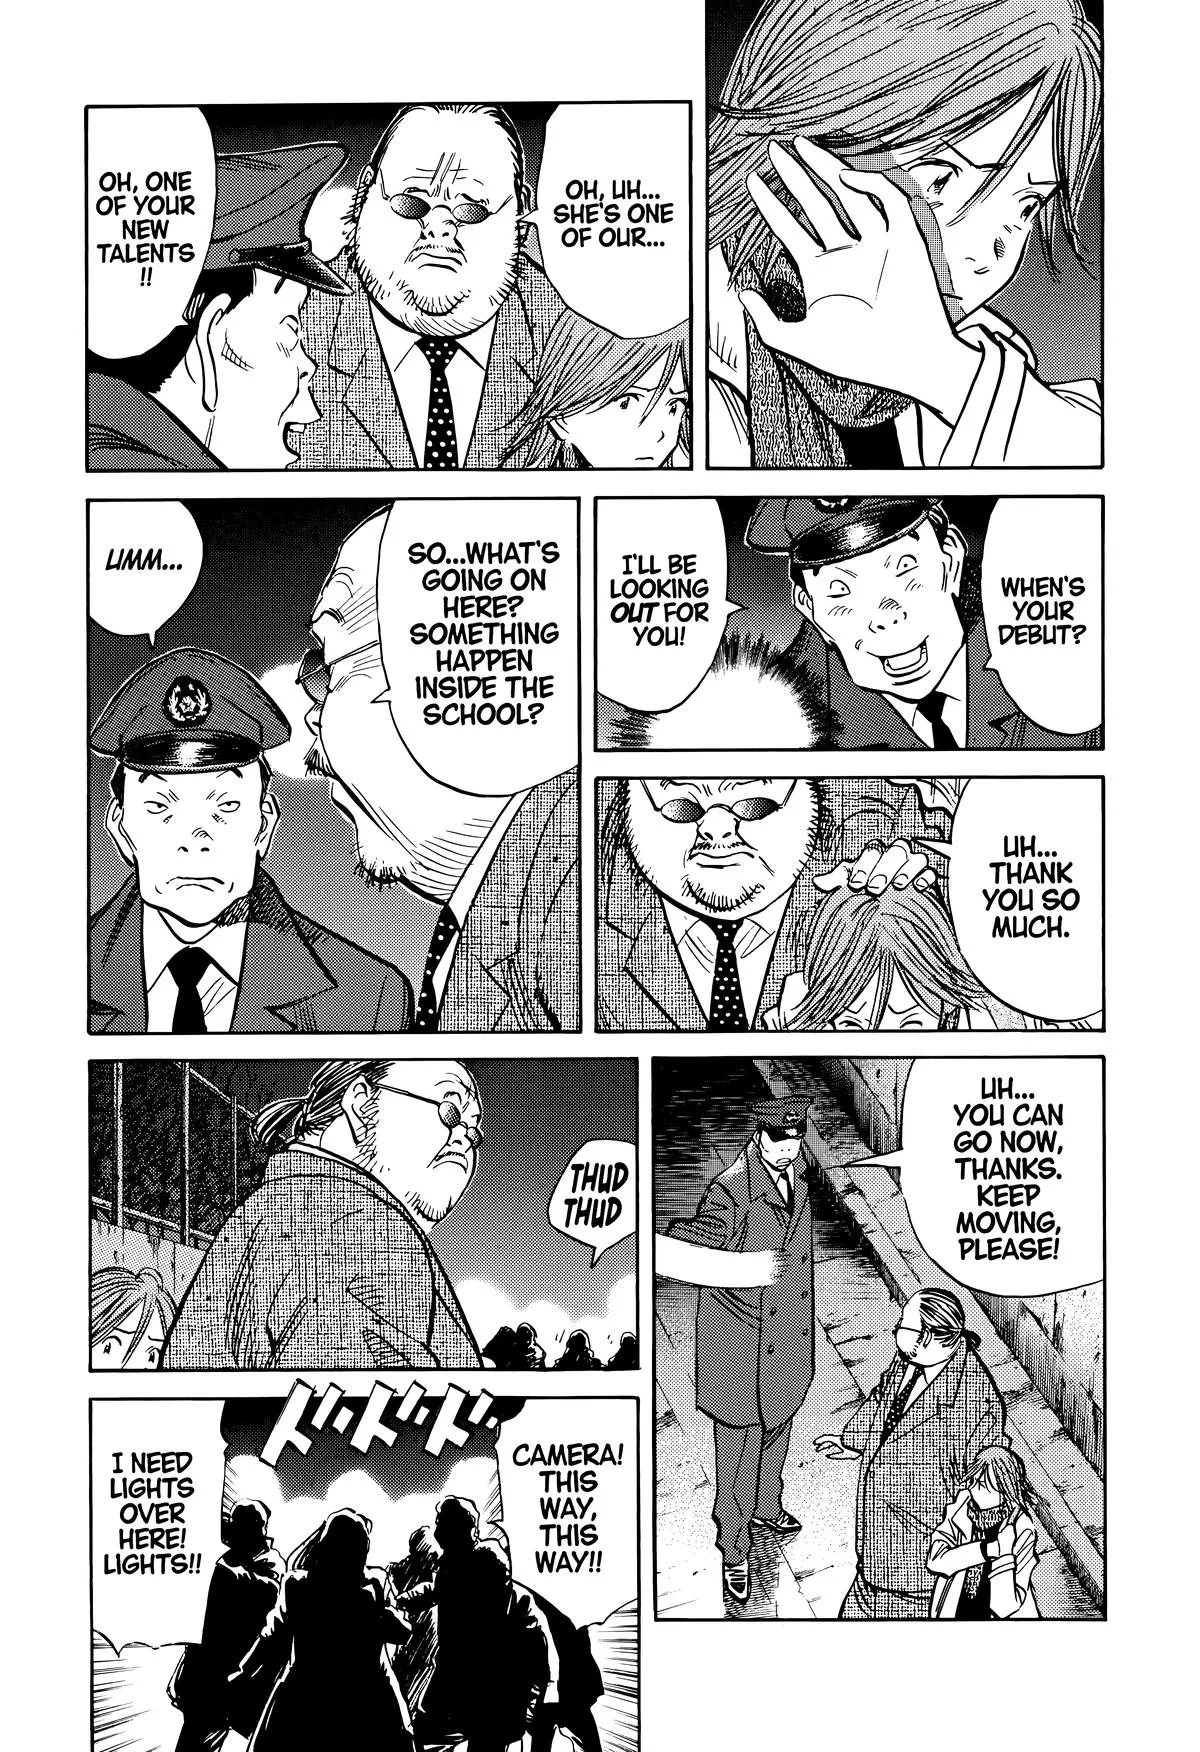 OH, UH...
SHE'S ONE
OF OUR...
OH, ONE
OF YOUR
NEW
TALENTS
!!
WHEN'S
YOUR
DEBUT?
I'LL BE
LOOKING
OUT FOR
YOU!
UH...
THANK
YOU SO
MUCH.
SO...WHAT'S
GOING ON
HERE?
SOMETHING
HAPPEN
INSIDE THE
SCHOOL?
UMM...
UH...
YOU CAN
GO NOW,
THANKS.
KEEP
MOVING,
PLEASE!
THUD
THUD
ドドドド
CAMERA!
THIS
WAY,
THIS
WAY!!
I NEED
LIGHTS
OVER
HERE!
LIGHTS!!